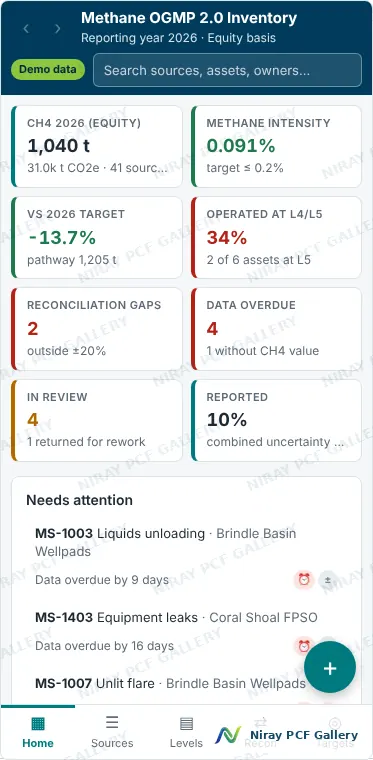 Methane OGMP 2.0 Inventory
Reporting year 2026 · Equity basis
Demo data
Search sources, assets, owners...
CH4 2026 (EQUITY)
1,040 t
31.0k t CO2e · 41 sourc...
METHANE INTENSITY
0.091%
target ≤ 0.2%
VS 2026 TARGET
-13.7%
pathway 1,205 t
OPERATED AT L4/L5
34%
2 of 6 assets at L5
RECONCILIATION GAPS
2
outside ±20%
DATA OVERDUE
4
1 without CH4 value
IN REVIEW
4
1 returned for rework
REPORTED
10%
combined uncertainty ...
Needs attention
MS-1003 Liquids unloading · Brindle Basin
Wellpads
Data overdue by 9 days
±
MS-1403 Equipment leaks · Coral Shoal FPSO
Data overdue by 16 days
+
MS-1007 Unlit flare · Brindle Basin Wellpads
Home
Sources
Levels
Recon
Targets
Niray PCF Gallery
NIRAY PCF GALLERY